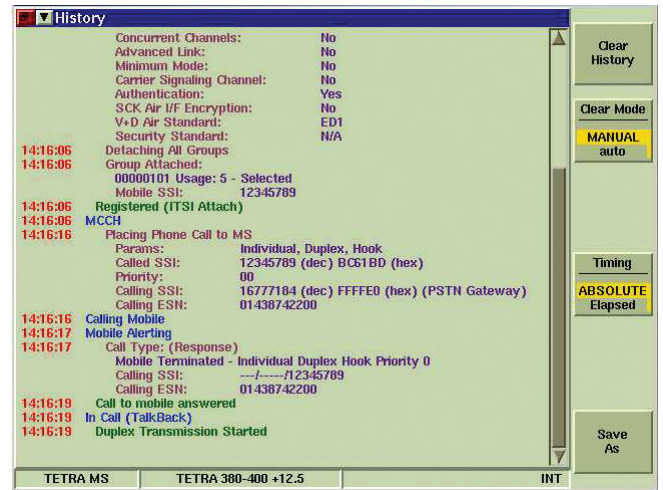 History
Concurrent Channels: No
Advanced Link: No
Minimum Mode: No
Carrier Signaling Channel: No
Authentication: Yes
SCK Air I/F Encryption: No
V+D Air Standard: ED1
Security Standard: N/A
14:16:06 Detaching All Groups
14:16:06 Group Attached:
00000101 Usage: 5 - Selected
Mobile SSI: 12345789
14:16:06 Registered (ITSI Attach)
14:16:06 MCCH
14:16:16 Placing Phone Call to MS
Params: Individual, Duplex, Hook
Called SSI: 12345789 (dec) BC61BD (hex)
Priority: 00
Calling SSI: 16777184 (dec) FFFFE0 (hex) (PSTN Gateway)
Calling ESN: 01438742200
14:16:16 Calling Mobile
14:16:17 Mobile Alerting
14:16:17 Call Type: (Response)
Mobile Terminated - Individual Duplex Hook Priority 0
Calling SSI: ---/-----/12345789
Calling ESN: 01438742200
14:16:19 Call to mobile answered
14:16:19 In Call (TalkBack)
14:16:19 Duplex Transmission Started
TETRA MS TETRA 380-400 +12.5 INT
Clear
History
Clear Mode
MANUAL
auto
Timing
ABSOLUTE
Elapsed
Save
As